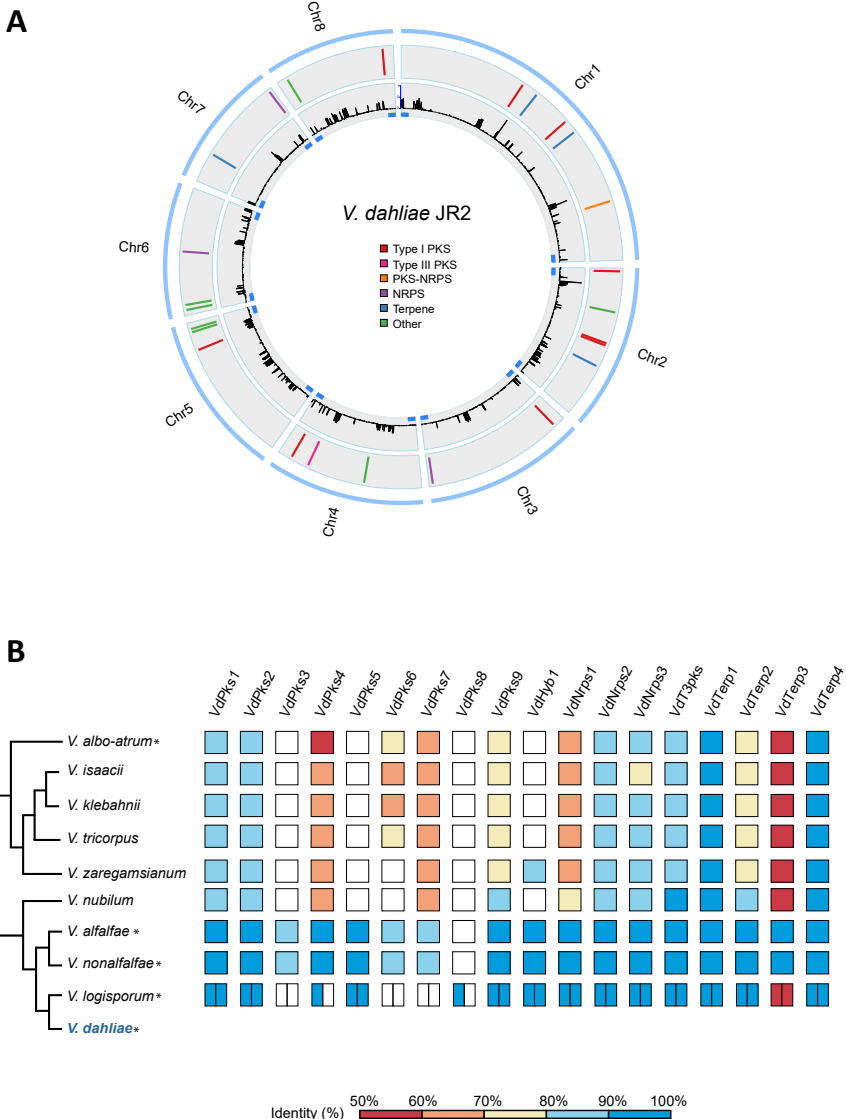 A
Chr8
Chr1
Chr7
V. dahliae JR2
Chr6
Type I PKS
Type III PKS
PKS-NRPS
NRPS
Terpene
Other
Chr2
Chr5
Chr3
Chr4
B
VdPks1 VdPks2 VdPks3 VdPks4 VdPks5 VdPks6 VdPks7 VdPks8 VdPks9 VdHyb1 VdNrps1 VdNrps2 VdNrps3 VdT3pks VdTerp1 VdTerp2 VdTerp3 VdTerp4
V. albo-atrum*
V. isaacii
V. klebahnii
V. tricorpus
V. zaregamsianum
V. nubilum
V. alfalfae *
V. nonalfalfae *
V. logisporum*
V. dahliae*
50% 60% 70% 80% 90% 100%
Identity (%)